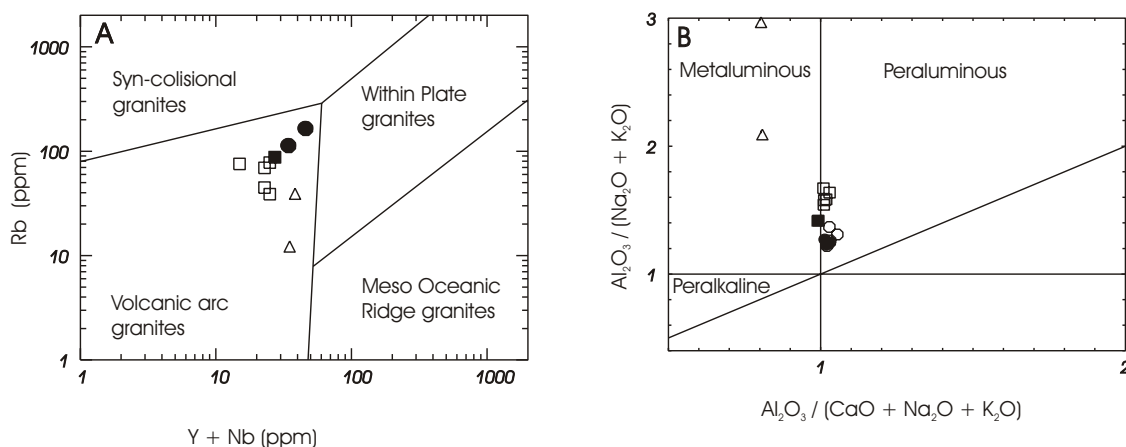 A
1000
100
10
1
Rb (ppm)
Syn-colisional
granites
Within Plate
granites
Volcanic arc
granites
Meso Oceanic
Ridge granites
1
10
100
1000
Y + Nb (ppm)
B
3
2
1
Al₂O₃ / (Na₂O + K₂O)
Metaluminous
Peraluminous
Peralkaline
1
2
Al₂O₃ / (CaO + Na₂O + K₂O)